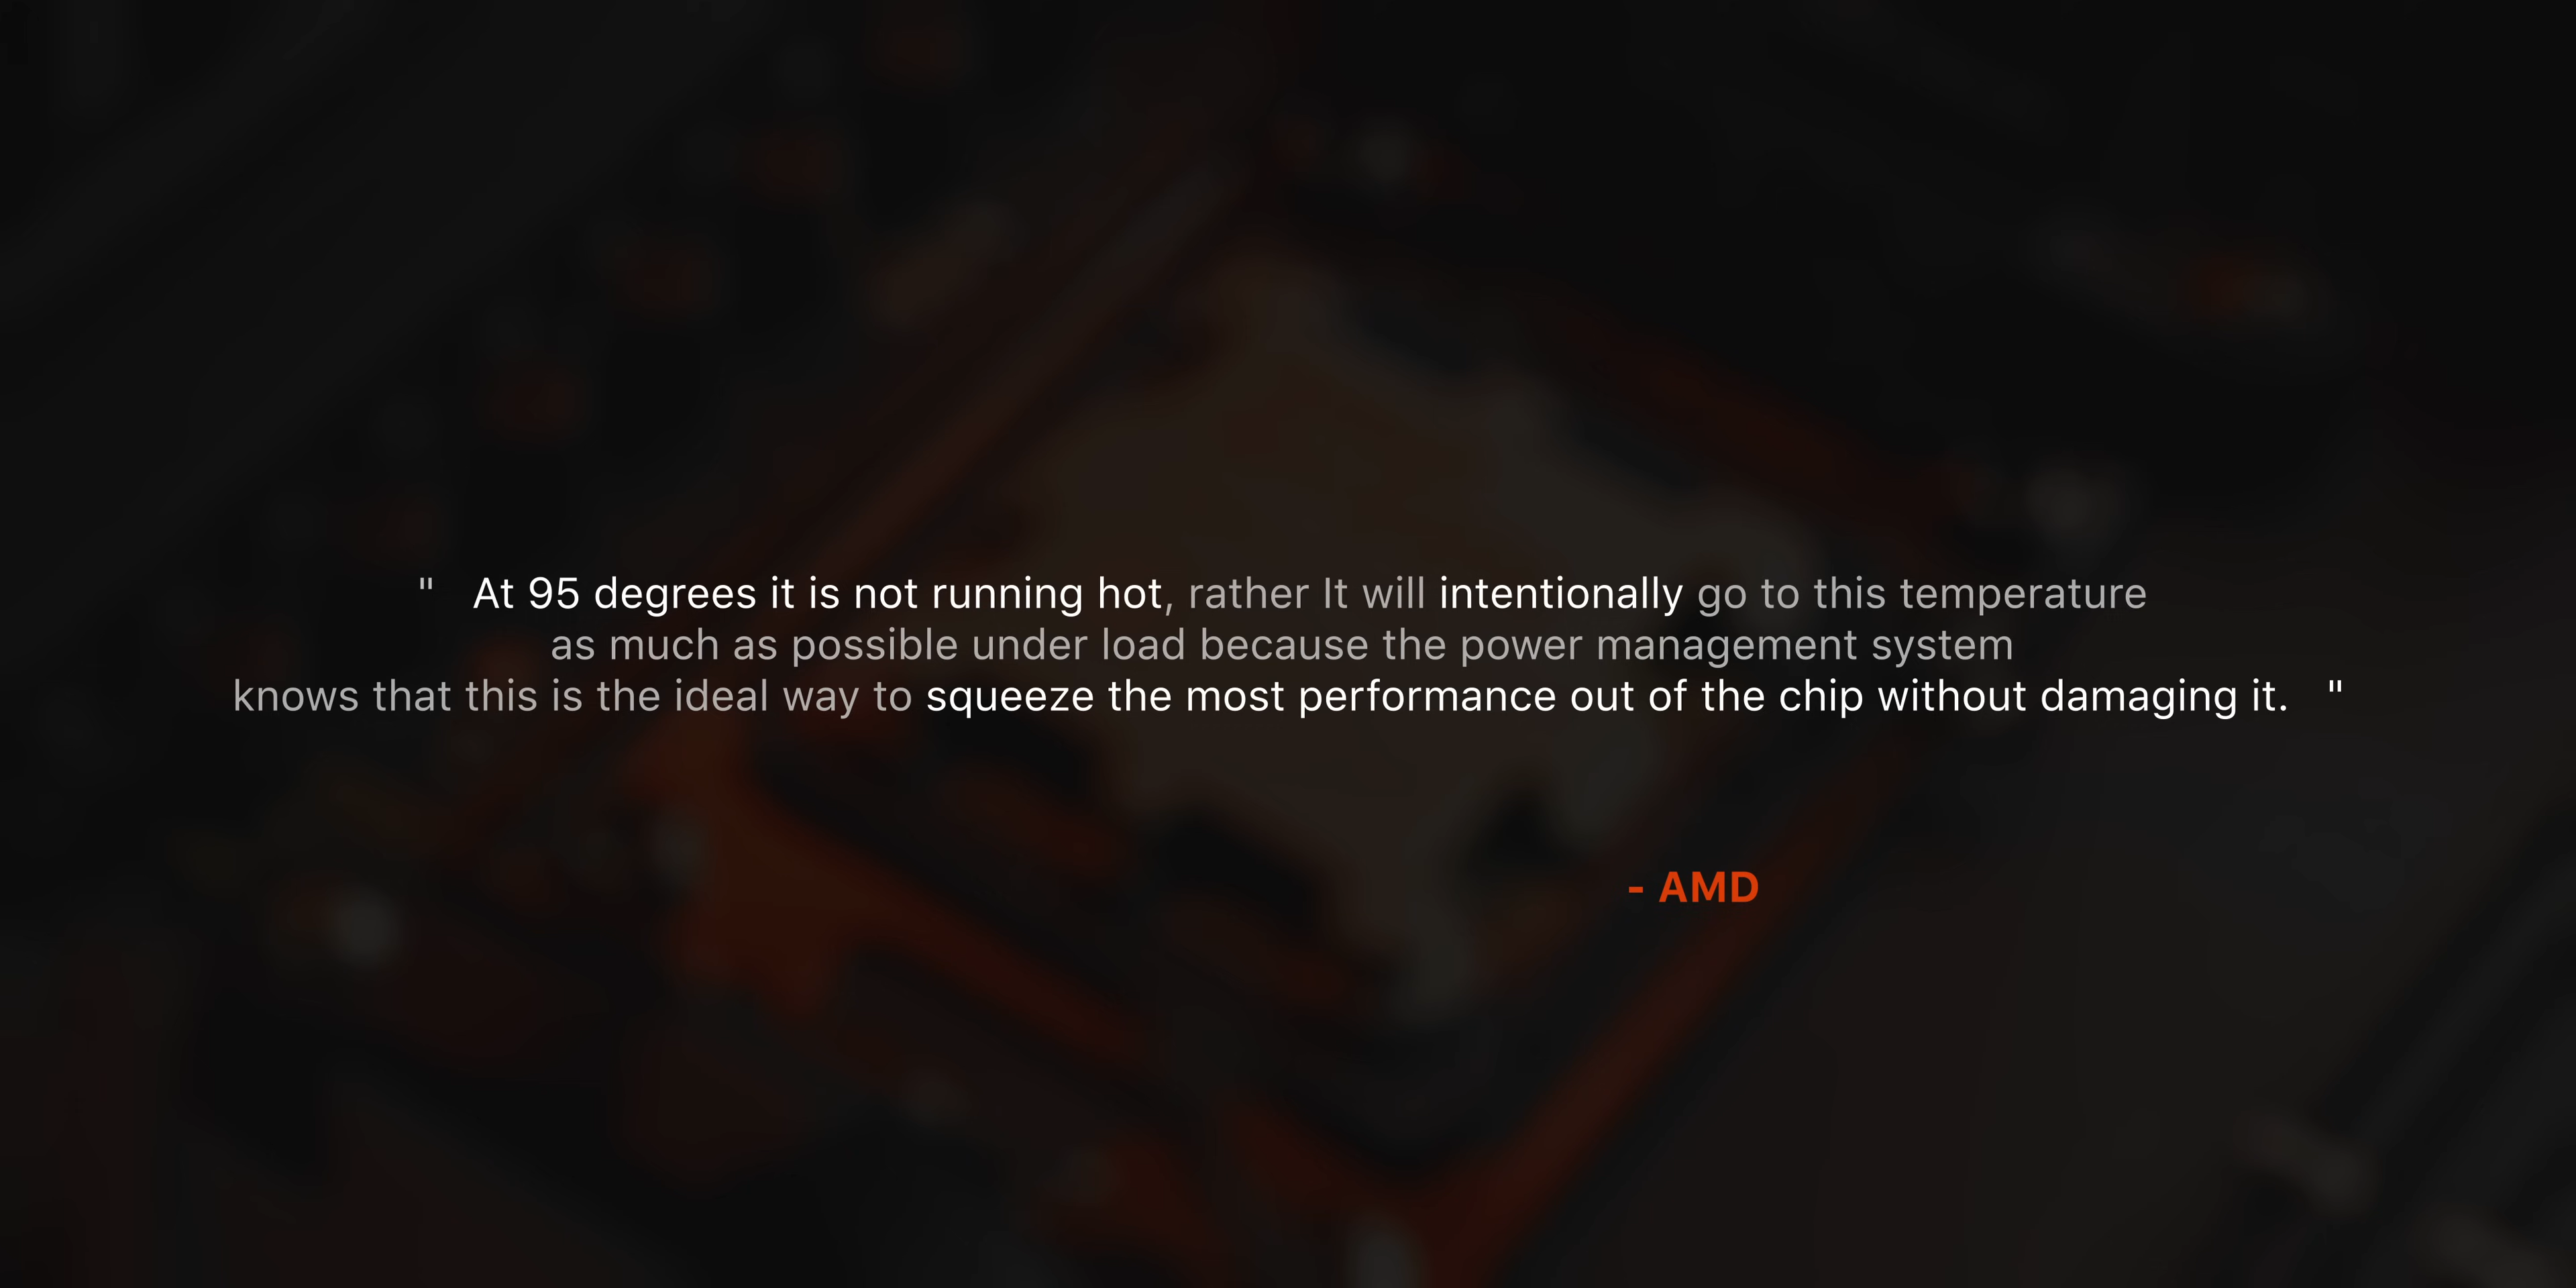 " At 95 degrees it is not running hot, rather It will intentionally go to this temperature
as much as possible under load because the power management system
knows that this is the ideal way to squeeze the most performance out of the chip without damaging it. "
- AMD